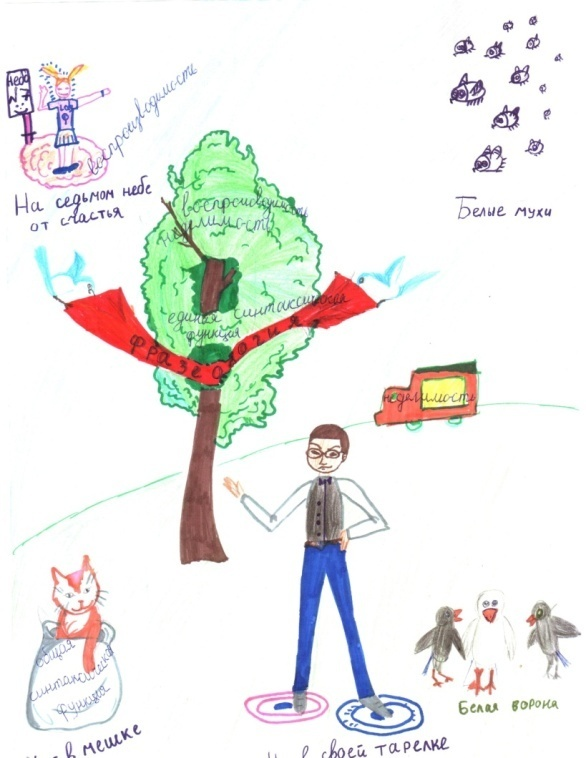 Небо
№7
воспроизводимость
На седьмом небе
от счастья
Белые мухи
воспроизводимость
неделимость
единая синтаксическая
функция
фразеология
неделимость
общая
синтаксическая
функция
в мешке
Белая ворона
в своей тарелке